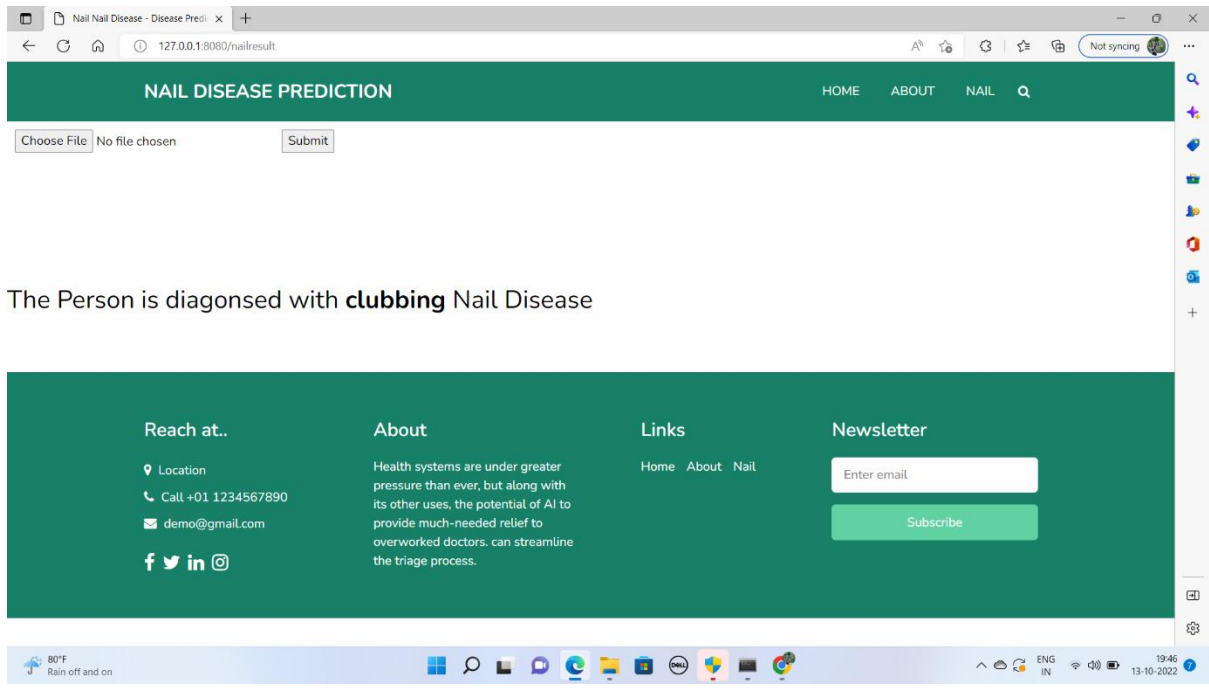 Nail Nail Disease - Disease Predi
127.0.0.1:8080/nailresult
Not syncing
NAIL DISEASE PREDICTION
HOME ABOUT NAIL
Choose File No file chosen Submit
The Person is diagonsed with clubbing Nail Disease
Reach at..
Location
Call +01 1234567890
demo@gmail.com
About
Health systems are under greater
pressure than ever, but along with
its other uses, the potential of AI to
provide much-needed relief to
overworked doctors. can streamline
the triage process.
Links
Home About Nail
Newsletter
Enter email
Subscribe
80°F
Rain off and on
DELL
ENG
IN
19:46
13-10-2022
7